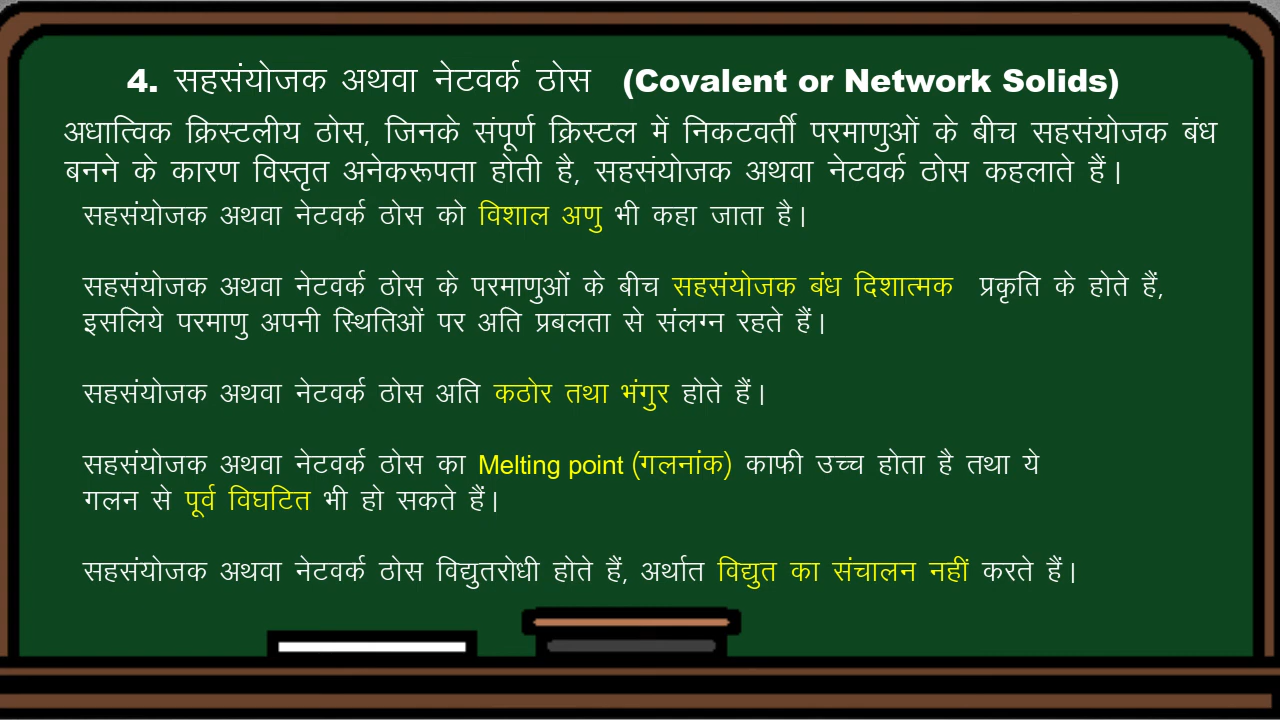 4. सहसंयोजक अथवा नेटवर्क ठोस (Covalent or Network Solids)
अधात्विक क्रिस्टलीय ठोस, जिनके संपूर्ण क्रिस्टल में निकटवर्ती परमाणुओं के बीच सहसंयोजक बंध
बनने के कारण विस्तृत अनेकरूपता होती है, सहसंयोजक अथवा नेटवर्क ठोस कहलाते हैं।
सहसंयोजक अथवा नेटवर्क ठोस को विशाल अणु भी कहा जाता है।
सहसंयोजक अथवा नेटवर्क ठोस के परमाणुओं के बीच सहसंयोजक बंध दिशात्मक प्रकृति के होते हैं,
इसलिये परमाणु अपनी स्थितिओं पर अति प्रबलता से संलग्न रहते हैं।
सहसंयोजक अथवा नेटवर्क ठोस अति कठोर तथा भंगुर होते हैं।
सहसंयोजक अथवा नेटवर्क ठोस का Melting point (गलनांक) काफी उच्च होता है तथा ये
गलन से पूर्व विघटित भी हो सकते हैं।
सहसंयोजक अथवा नेटवर्क ठोस विद्युतरोधी होते हैं, अर्थात विद्युत का संचालन नहीं करते हैं।